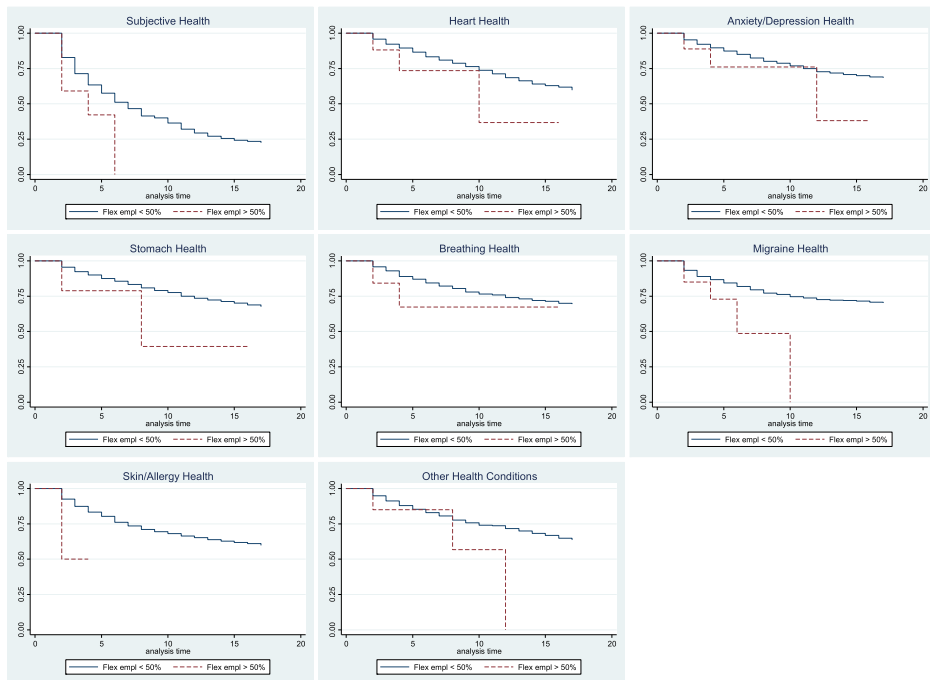 Subjective Health
1.00
0.75
0.50
0.25
0.00
0 5 10 15 20
analysis time
Flex empl < 50% Flex empl > 50%
Heart Health
1.00
0.75
0.50
0.25
0.00
0 5 10 15 20
analysis time
Flex empl < 50% Flex empl > 50%
Anxiety/Depression Health
1.00
0.75
0.50
0.25
0.00
0 5 10 15 20
analysis time
Flex empl < 50% Flex empl > 50%
Stomach Health
1.00
0.75
0.50
0.25
0.00
0 5 10 15 20
analysis time
Flex empl < 50% Flex empl > 50%
Breathing Health
1.00
0.75
0.50
0.25
0.00
0 5 10 15 20
analysis time
Flex empl < 50% Flex empl > 50%
Migraine Health
1.00
0.75
0.50
0.25
0.00
0 5 10 15 20
analysis time
Flex empl < 50% Flex empl > 50%
Skin/Allergy Health
1.00
0.75
0.50
0.25
0.00
0 5 10 15 20
analysis time
Flex empl < 50% Flex empl > 50%
Other Health Conditions
1.00
0.75
0.50
0.25
0.00
0 5 10 15 20
analysis time
Flex empl < 50% Flex empl > 50%